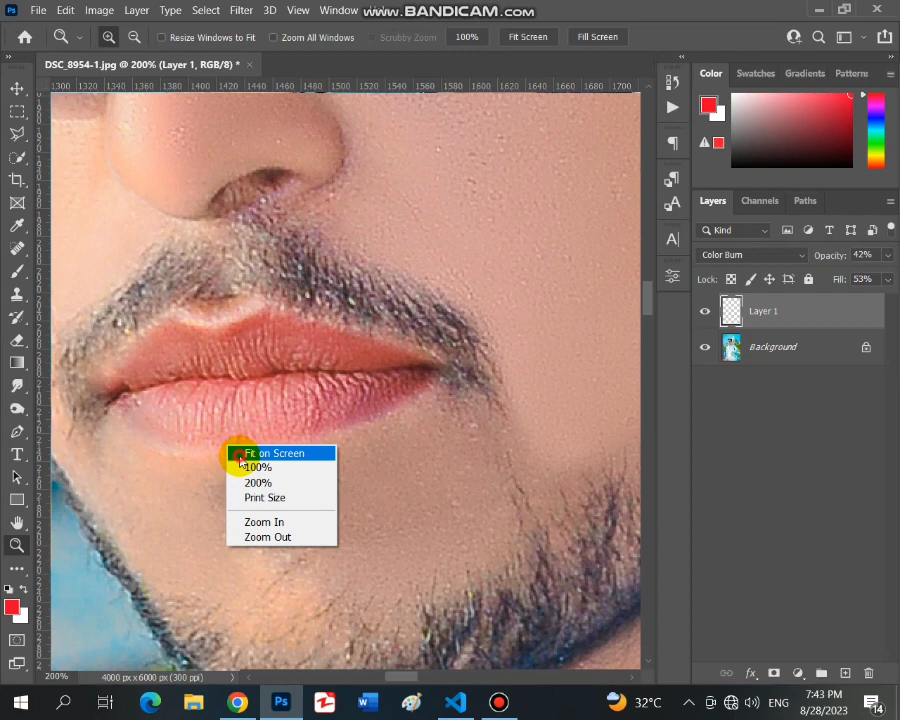 File Edit Image Layer Type Select Filter 3D View Window
www.BANDICAM.com
Resize Windows to Fit Zoom All Windows Scrubby Zoom 100% Fit Screen Fill Screen
DSC_8954-1.jpg @ 200% (Layer 1, RGB/8) * ×
1300 1320 1340 1360 1380 1400 1420 1440 1460 1480 1500 1520 1540 1560 1580 1600 1620 1640 1660 1680 1700
Color Swatches Gradients Patterns
Layers Channels Paths
Kind
Color Burn Opacity: 42%
Lock: Fill: 53%
Layer 1
Background
Fit on Screen
100%
200%
Print Size
Zoom In
Zoom Out
fx
200% 4000 px x 6000 px (300 ppi)
Ps
32°C
ENG
7:43 PM
8/28/2023
14